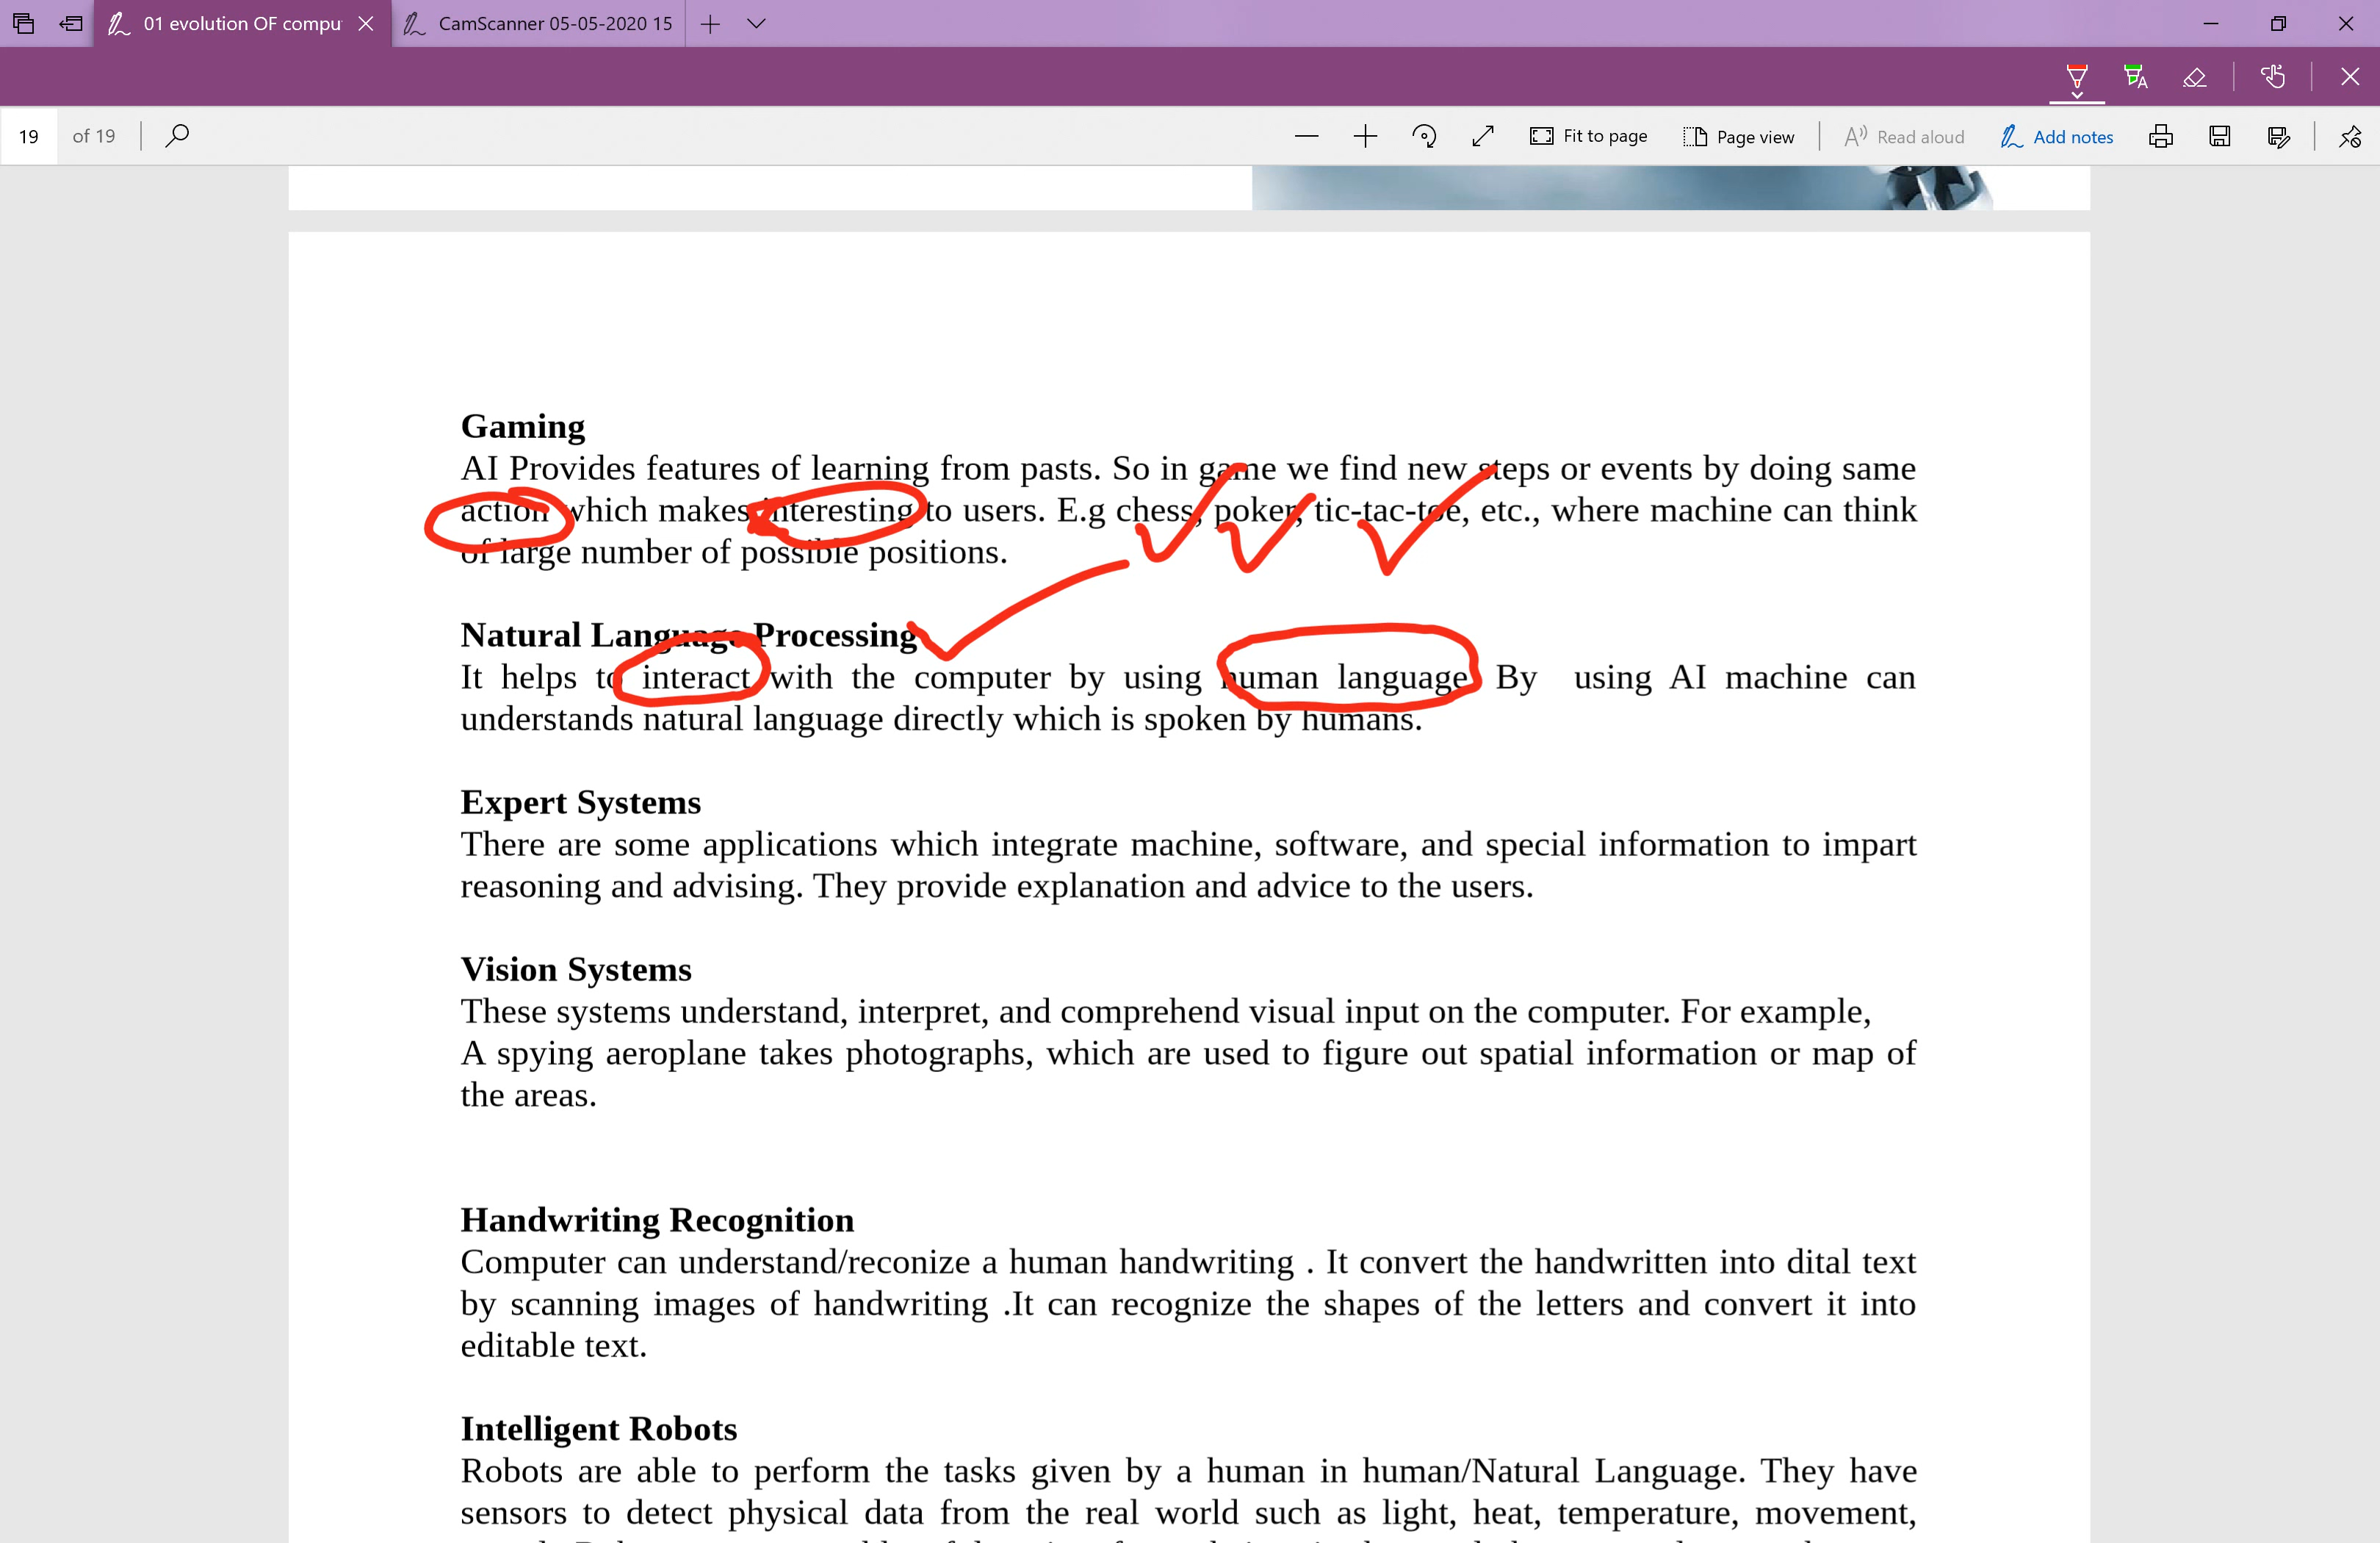 01 evolution OF compu
CamScanner 05-05-2020 15
19 of 19
Fit to page
Page view
Read aloud
Add notes
Gaming
AI Provides features of learning from pasts. So in game we find new steps or events by doing same
action which makes interesting to users. E.g chess, poker, tic-tac-toe, etc., where machine can think
of large number of possible positions.
Natural Language Processing
It helps to interact with the computer by using human language By using AI machine can
understands natural language directly which is spoken by humans.
Expert Systems
There are some applications which integrate machine, software, and special information to impart
reasoning and advising. They provide explanation and advice to the users.
Vision Systems
These systems understand, interpret, and comprehend visual input on the computer. For example,
A spying aeroplane takes photographs, which are used to figure out spatial information or map of
the areas.
Handwriting Recognition
Computer can understand/reconize a human handwriting . It convert the handwritten into dital text
by scanning images of handwriting .It can recognize the shapes of the letters and convert it into
editable text.
Intelligent Robots
Robots are able to perform the tasks given by a human in human/Natural Language. They have
sensors to detect physical data from the real world such as light, heat, temperature, movement,